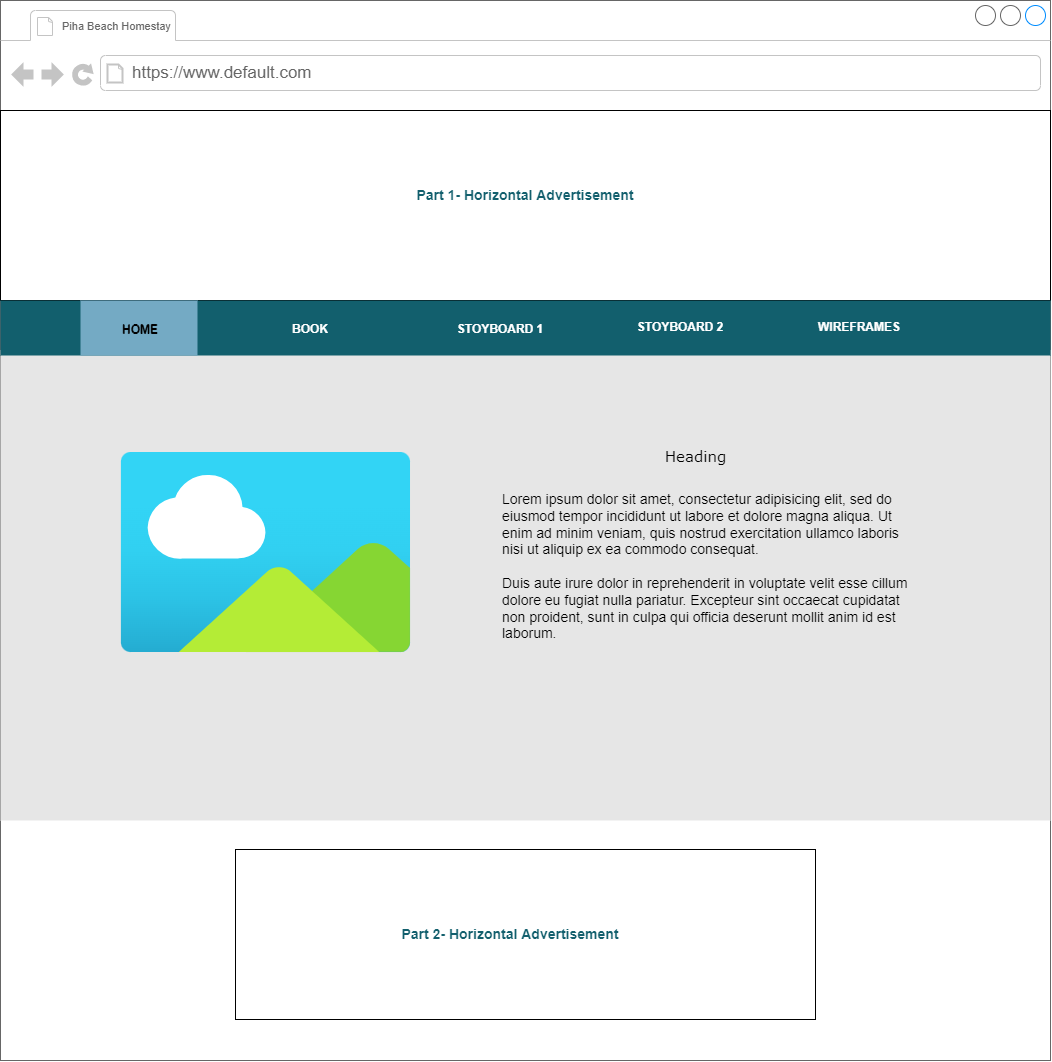 Piha Beach Homestay
https://www.default.com
Part 1- Horizontal Advertisement
HOME BOOK STOYBOARD 1 STOYBOARD 2 WIREFRAMES
Heading
Lorem ipsum dolor sit amet, consectetur adipisicing elit, sed do
eiusmod tempor incididunt ut labore et dolore magna aliqua. Ut
enim ad minim veniam, quis nostrud exercitation ullamco laboris
nisi ut aliquip ex ea commodo consequat.
Duis aute irure dolor in reprehenderit in voluptate velit esse cillum
dolore eu fugiat nulla pariatur. Excepteur sint occaecat cupidatat
non proident, sunt in culpa qui officia deserunt mollit anim id est
laborum.
Part 2- Horizontal Advertisement